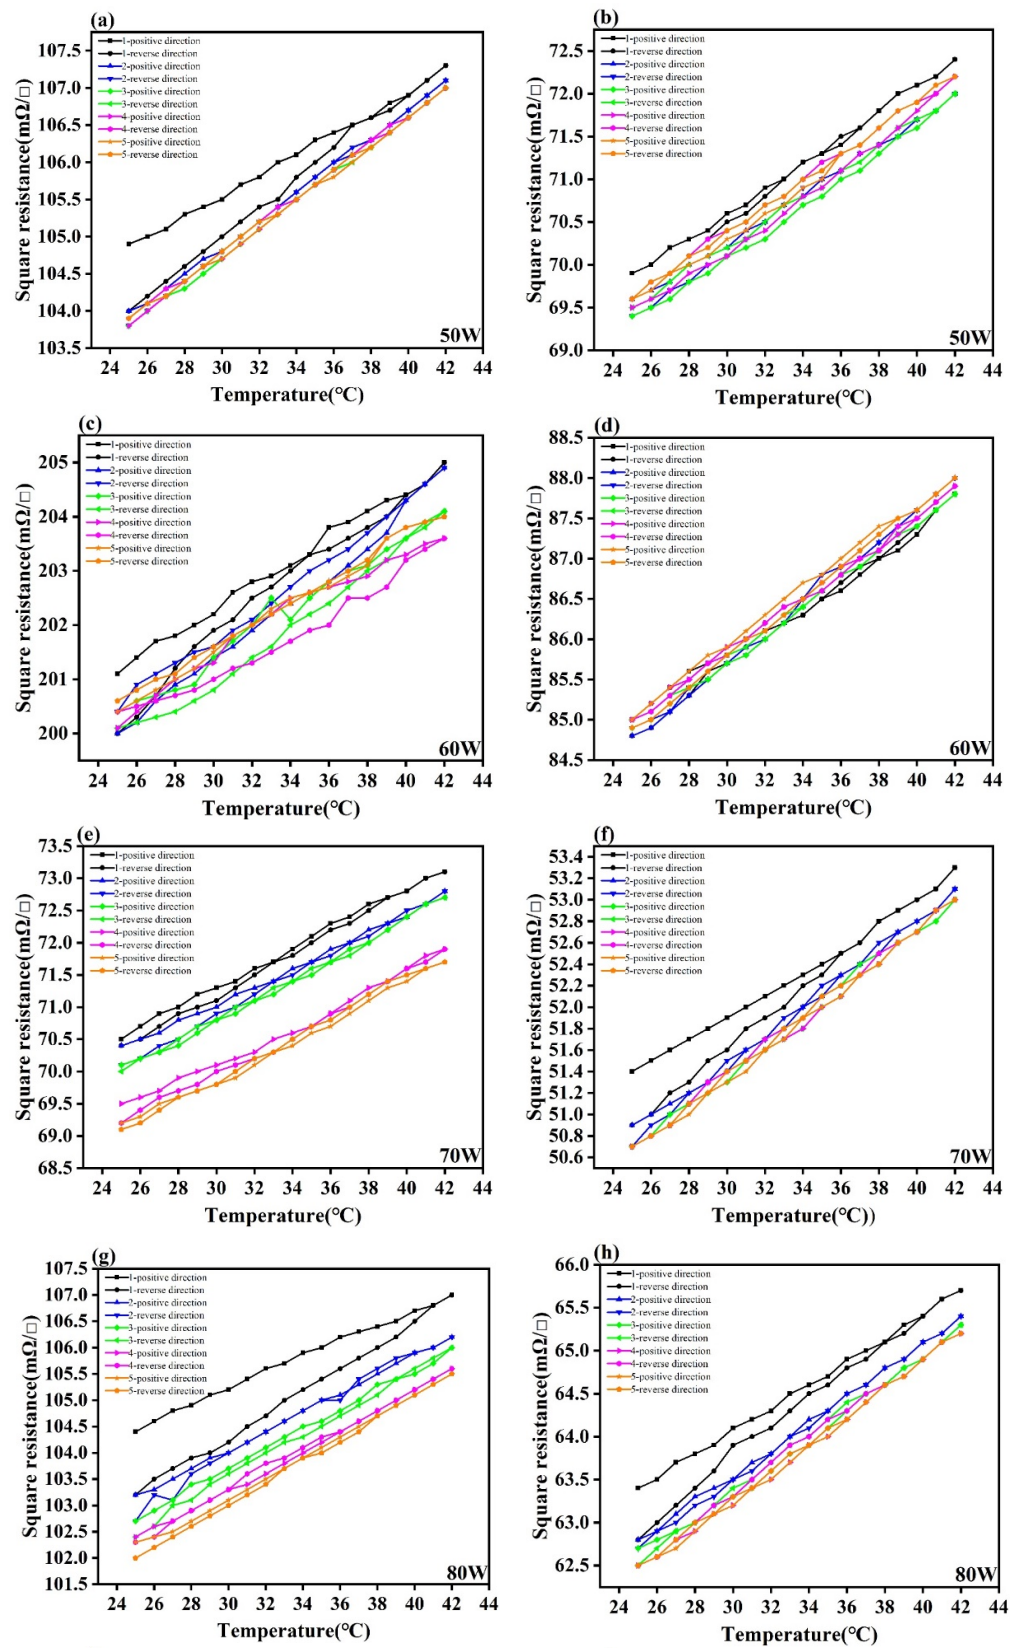 (a)
107.5
107.0
106.5
106.0
105.5
105.0
104.5
104.0
103.5
Square resistance(mΩ/□)
1-positive direction
1-reverse direction
2-positive direction
2-reverse direction
3-positive direction
3-reverse direction
4-positive direction
4-reverse direction
5-positive direction
5-reverse direction
50W
24 26 28 30 32 34 36 38 40 42 44
Temperature(℃)
(b)
72.5
72.0
71.5
71.0
70.5
70.0
69.5
69.0
Square resistance(mΩ/□)
1-positive direction
1-reverse direction
2-positive direction
2-reverse direction
3-positive direction
3-reverse direction
4-positive direction
4-reverse direction
5-positive direction
5-reverse direction
50W
24 26 28 30 32 34 36 38 40 42 44
Temperature(℃)
(c)
205
204
203
202
201
200
Square resistance(mΩ/□)
1-positive direction
1-reverse direction
2-positive direction
2-reverse direction
3-positive direction
3-reverse direction
4-positive direction
4-reverse direction
5-positive direction
5-reverse direction
60W
24 26 28 30 32 34 36 38 40 42 44
Temperature(℃)
(d)
88.5
88.0
87.5
87.0
86.5
86.0
85.5
85.0
84.5
Square resistance(mΩ/□)
1-positive direction
1-reverse direction
2-positive direction
2-reverse direction
3-positive direction
3-reverse direction
4-positive direction
4-reverse direction
5-positive direction
5-reverse direction
60W
24 26 28 30 32 34 36 38 40 42 44
Temperature(℃)
(e)
73.5
73.0
72.5
72.0
71.5
71.0
70.5
70.0
69.5
69.0
68.5
Square resistance(mΩ/□)
1-positive direction
1-reverse direction
2-positive direction
2-reverse direction
3-positive direction
3-reverse direction
4-positive direction
4-reverse direction
5-positive direction
5-reverse direction
70W
24 26 28 30 32 34 36 38 40 42 44
Temperature(℃)
(f)
53.4
53.2
53.0
52.8
52.6
52.4
52.2
52.0
51.8
51.6
51.4
51.2
51.0
50.8
50.6
Square resistance(mΩ/□)
1-positive direction
1-reverse direction
2-positive direction
2-reverse direction
3-positive direction
3-reverse direction
4-positive direction
4-reverse direction
5-positive direction
5-reverse direction
70W
24 26 28 30 32 34 36 38 40 42 44
Temperature(℃))
(g)
107.5
107.0
106.5
106.0
105.5
105.0
104.5
104.0
103.5
103.0
102.5
102.0
101.5
Square resistance(mΩ/□)
1-positive direction
1-reverse direction
2-positive direction
2-reverse direction
3-positive direction
3-reverse direction
4-positive direction
4-reverse direction
5-positive direction
5-reverse direction
80W
24 26 28 30 32 34 36 38 40 42 44
Temperature(℃)
(h)
66.0
65.5
65.0
64.5
64.0
63.5
63.0
62.5
Square resistance(mΩ/□)
1-positive direction
1-reverse direction
2-positive direction
2-reverse direction
3-positive direction
3-reverse direction
4-positive direction
4-reverse direction
5-positive direction
5-reverse direction
80W
24 26 28 30 32 34 36 38 40 42 44
Temperature(℃)